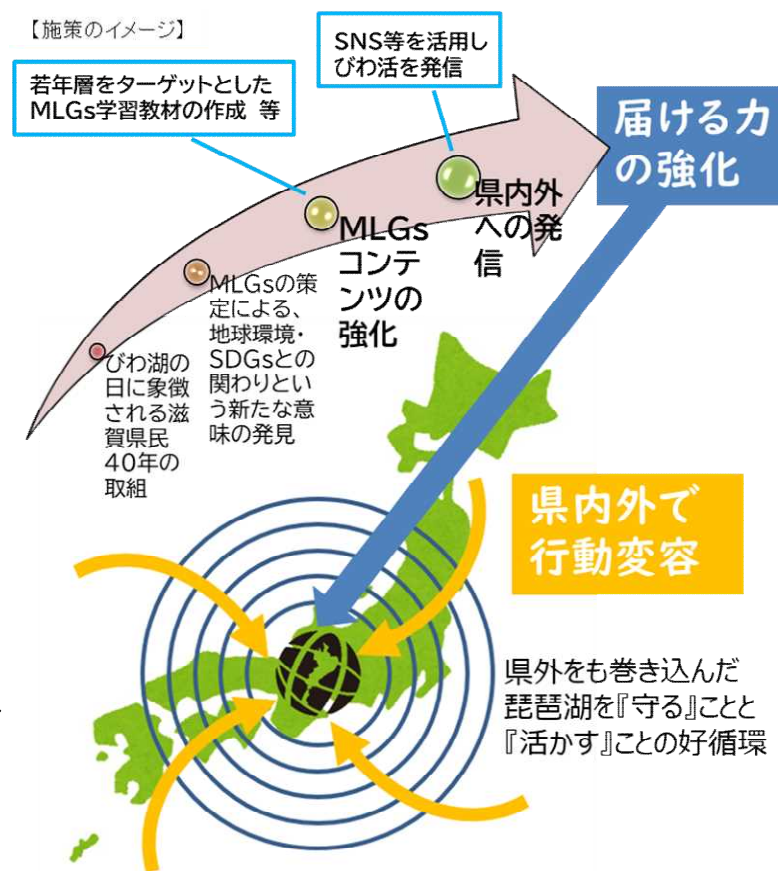 【施策のイメージ】
SNS等を活用し
びわ活を発信
若年層をターゲットとした
MLGs学習教材の作成 等
届ける力
の強化
県内外
への発
信
MLGs
コンテ
ンツの
強化
MLGsの策
定による、
地球環境・
SDGsとの
関わりとい
う新たな意
味の発見
びわ湖の
日に象徴
される滋
賀県民
40年の
取組
県内外で
行動変容
県外をも巻き込んだ
琵琶湖を『守る』ことと
『活かす』ことの好循環